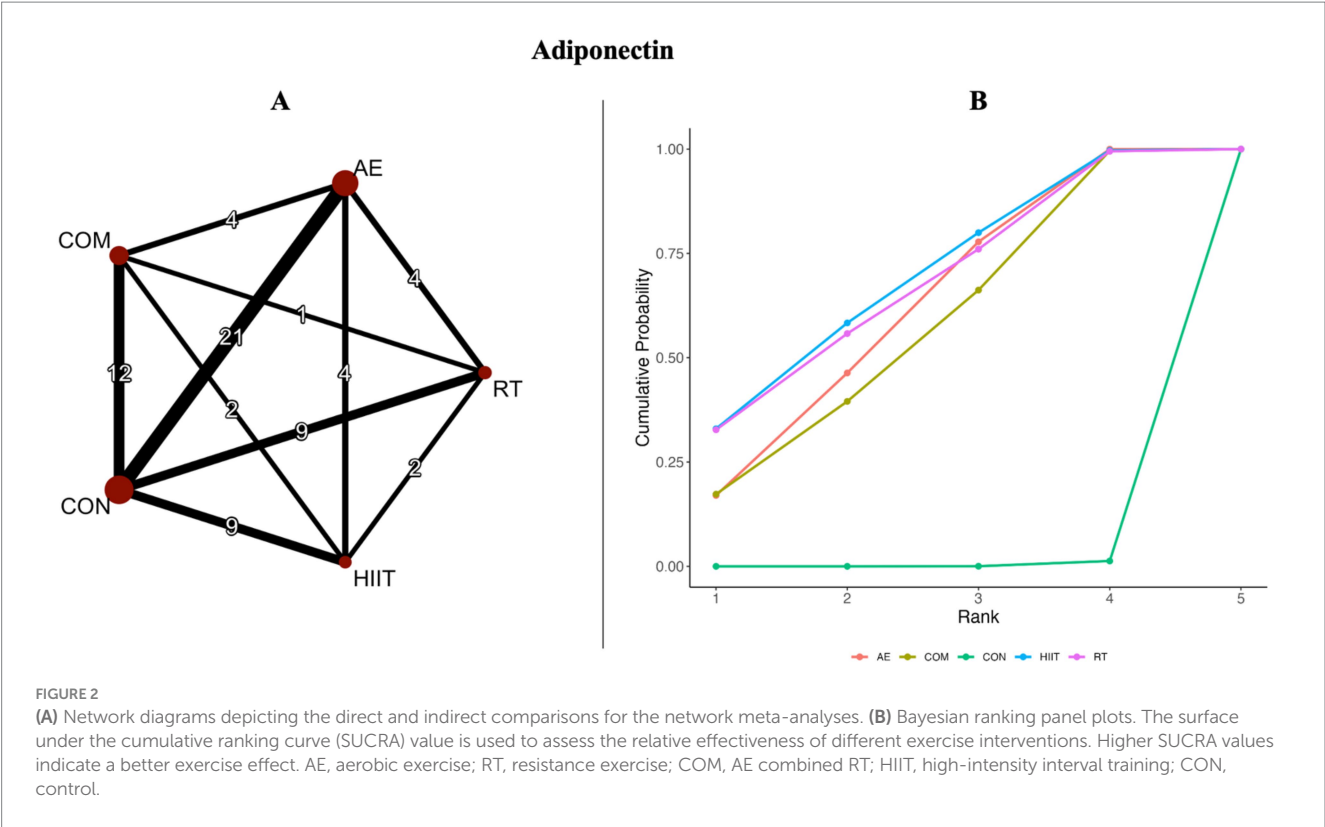 Adiponectin
A
B
AE
COM
RT
CON
HIIT
4
4
1
21
12
4
2
9
2
9
Cumulative Probability
1.00
0.75
0.50
0.25
0.00
1 2 3 4 5
Rank
AE COM CON HIIT RT
FIGURE 2
(A) Network diagrams depicting the direct and indirect comparisons for the network meta-analyses. (B) Bayesian ranking panel plots. The surface
under the cumulative ranking curve (SUCRA) value is used to assess the relative effectiveness of different exercise interventions. Higher SUCRA values
indicate a better exercise effect. AE, aerobic exercise; RT, resistance exercise; COM, AE combined RT; HIIT, high-intensity interval training; CON,
control.